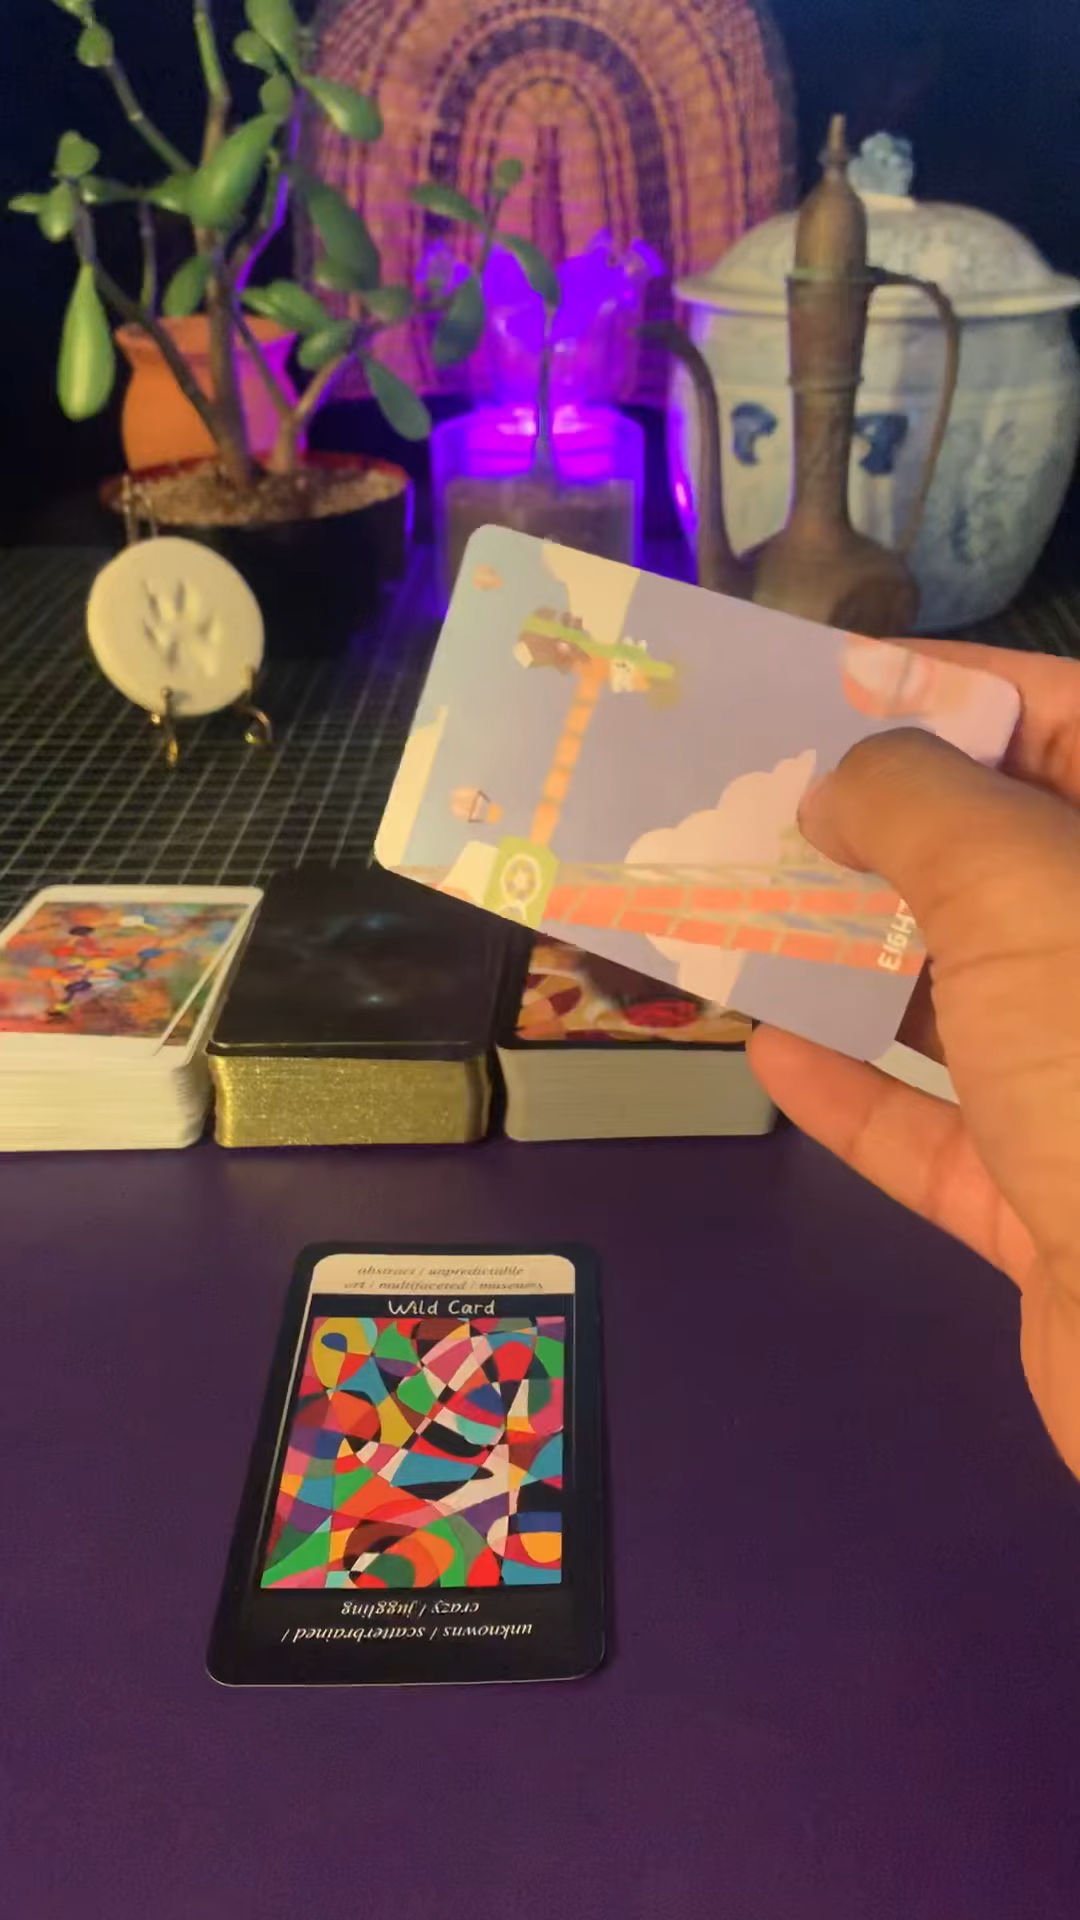 EIGHT
abstract / unpredictable
art / multifaceted / museums
Wild Card
crazy / juggling
unknowns / scatterbrained /